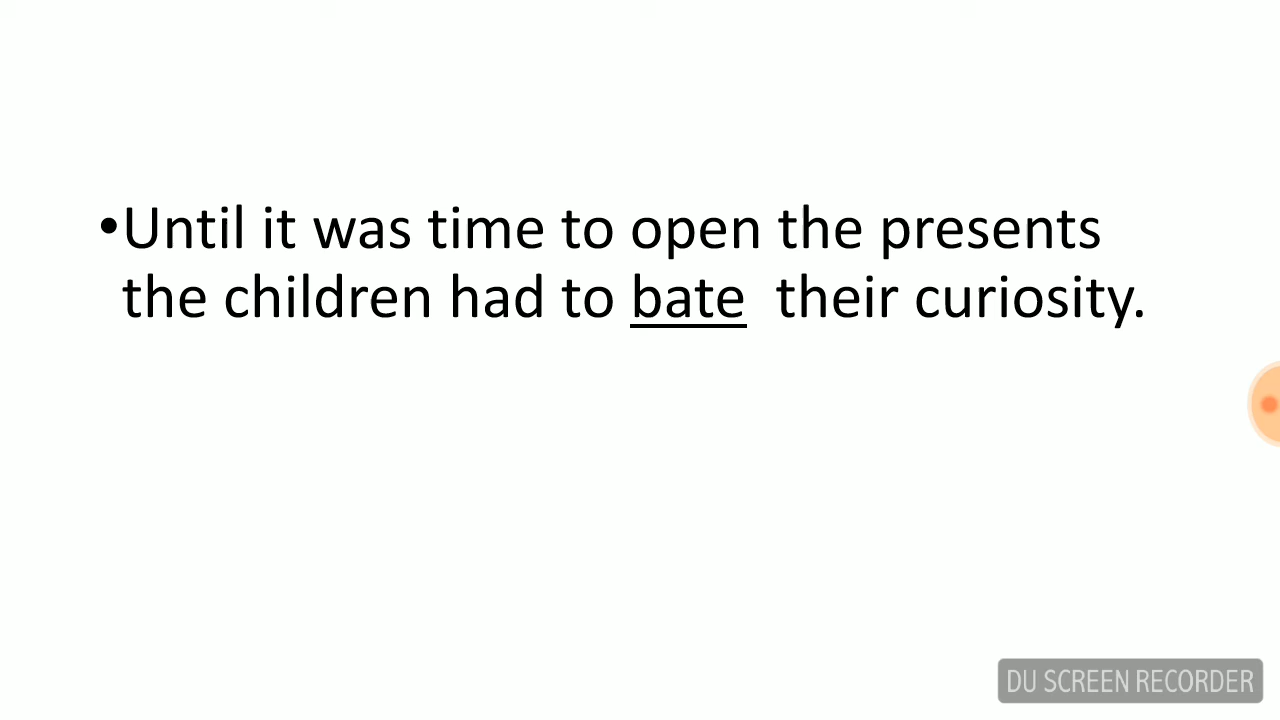 •Until it was time to open the presents
the children had to bate their curiosity.
DU SCREEN RECORDER